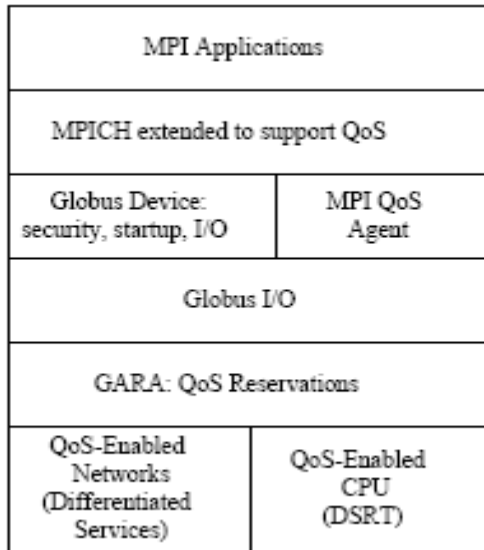 MPI Applications
MPICH extended to support QoS
Globus Device:
security, startup, I/O
MPI QoS
Agent
Globus I/O
GARA: QoS Reservations
QoS-Enabled
Networks
(Differentiated
Services)
QoS-Enabled
CPU
(DSRT)